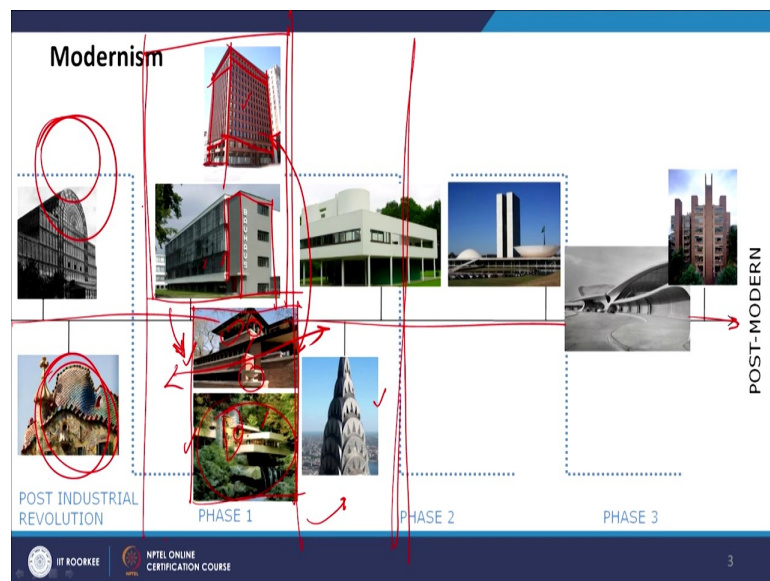 Modernism
BAUHAUS
POST-MODERN
POST INDUSTRIAL
REVOLUTION
PHASE 1
PHASE 2
PHASE 3
IIT ROORKEE
NPTEL ONLINE
CERTIFICATION COURSE
3